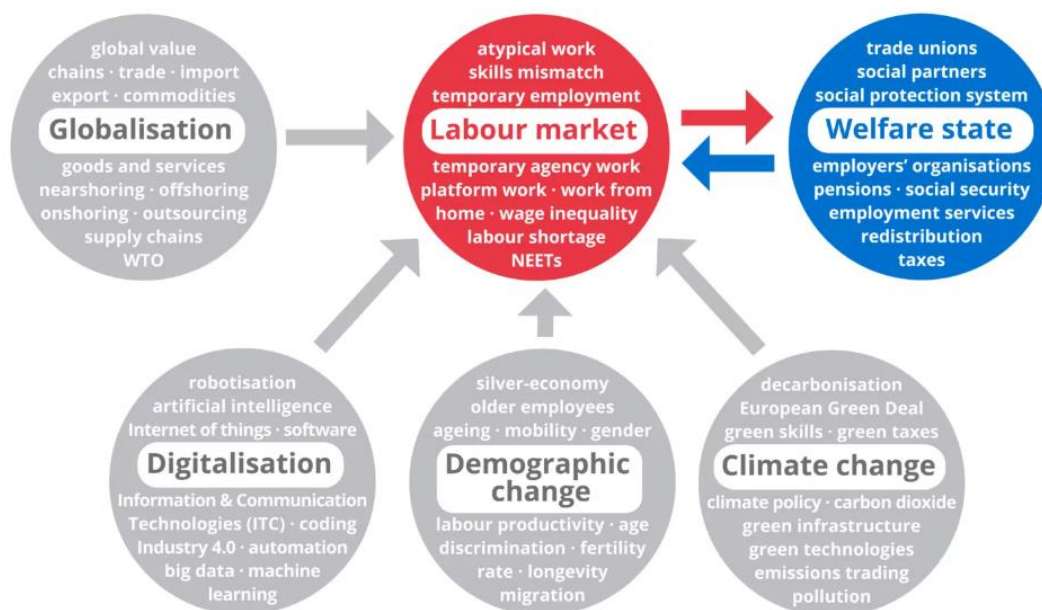 global value
chains · trade · import
export · commodities
Globalisation
goods and services
nearshoring · offshoring
onshoring · outsourcing
supply chains
WTO
atypical work
skills mismatch
temporary employment
Labour market
temporary agency work
platform work · work from
home · wage inequality
labour shortage
NEETs
trade unions
social partners
social protection system
Welfare state
employers’ organisations
pensions · social security
employment services
redistribution
taxes
robotisation
artificial intelligence
Internet of things · software
Digitalisation
Information & Communication
Technologies (ITC) · coding
Industry 4.0 · automation
big data · machine
learning
silver-economy
older employees
ageing · mobility · gender
Demographic
change
labour productivity · age
discrimination · fertility
rate · longevity
migration
decarbonisation
European Green Deal
green skills · green taxes
Climate change
climate policy · carbon dioxide
green infrastructure
green technologies
emissions trading
pollution